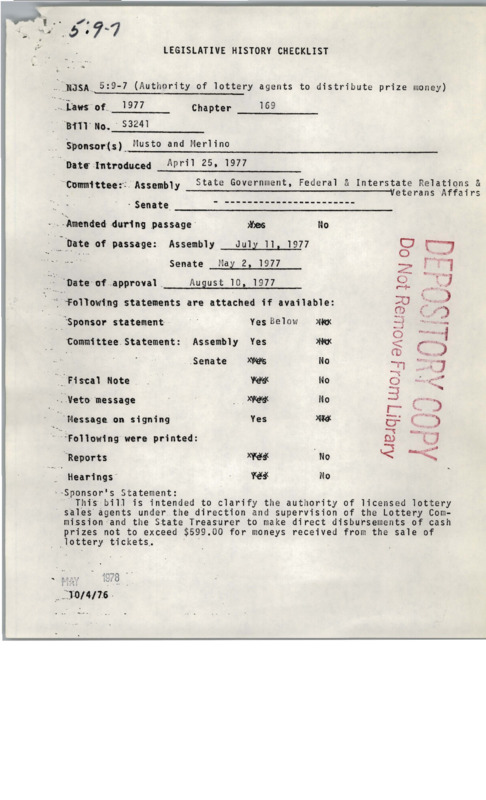 5:9-7
LEGISLATIVE HISTORY CHECKLIST
NJSA 5:9-7 (Authority of lottery agents to distribute prize money)
Laws of 1977 Chapter 169
Bill No. S3241
Sponsor(s) Musto and Merlino
Date Introduced April 25, 1977
Committee: Assembly State Government, Federal & Interstate Relations &
Veterans Affairs
Senate - ----------------------
Amended during passage Yes No
Date of passage: Assembly July 11, 1977
Senate May 2, 1977
Date of approval August 10, 1977
Following statements are attached if available:
Sponsor statement Yes Below No
Committee Statement: Assembly Yes No
Senate Yes No
Fiscal Note Yes No
Veto message Yes No
Message on signing Yes No
Following were printed:
Reports Yes No
Hearings Yes No
Sponsor's Statement:
This bill is intended to clarify the authority of licensed lottery
sales agents under the direction and supervision of the Lottery Com-
mission and the State Treasurer to make direct disbursements of cash
prizes not to exceed $599.00 for moneys received from the sale of
lottery tickets.
MAY 1978
10/4/76
DEPOSITORY COPY
Do Not Remove From Library